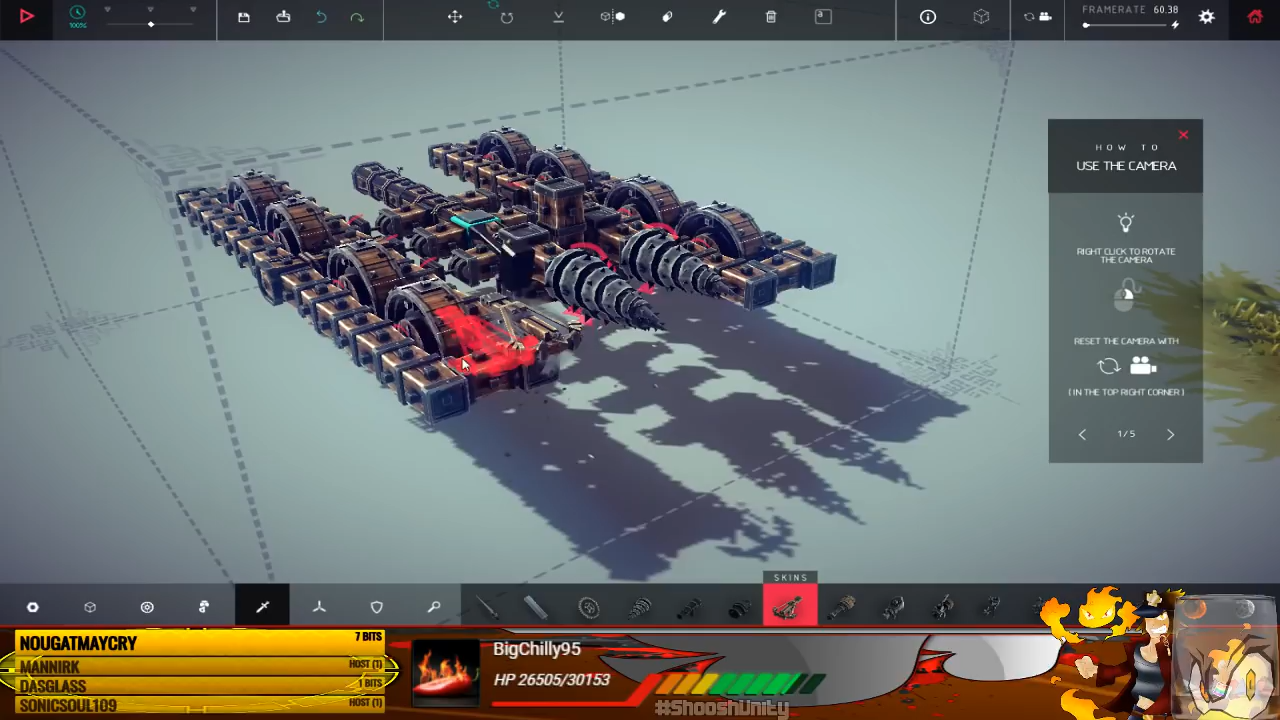 100%
a
FRAMERATE 60.38
HOW TO
USE THE CAMERA
RIGHT CLICK TO ROTATE
THE CAMERA
RESET THE CAMERA WITH
[ IN THE TOP RIGHT CORNER ]
1/5
SKINS
NOUGATMAYCRY 7 BITS
MANNIRK HOST (1)
DASGLASS 1 BITS
SONICSOUL109 HOST (1)
BigChilly95
HP 26505/30153
#ShooshUnity